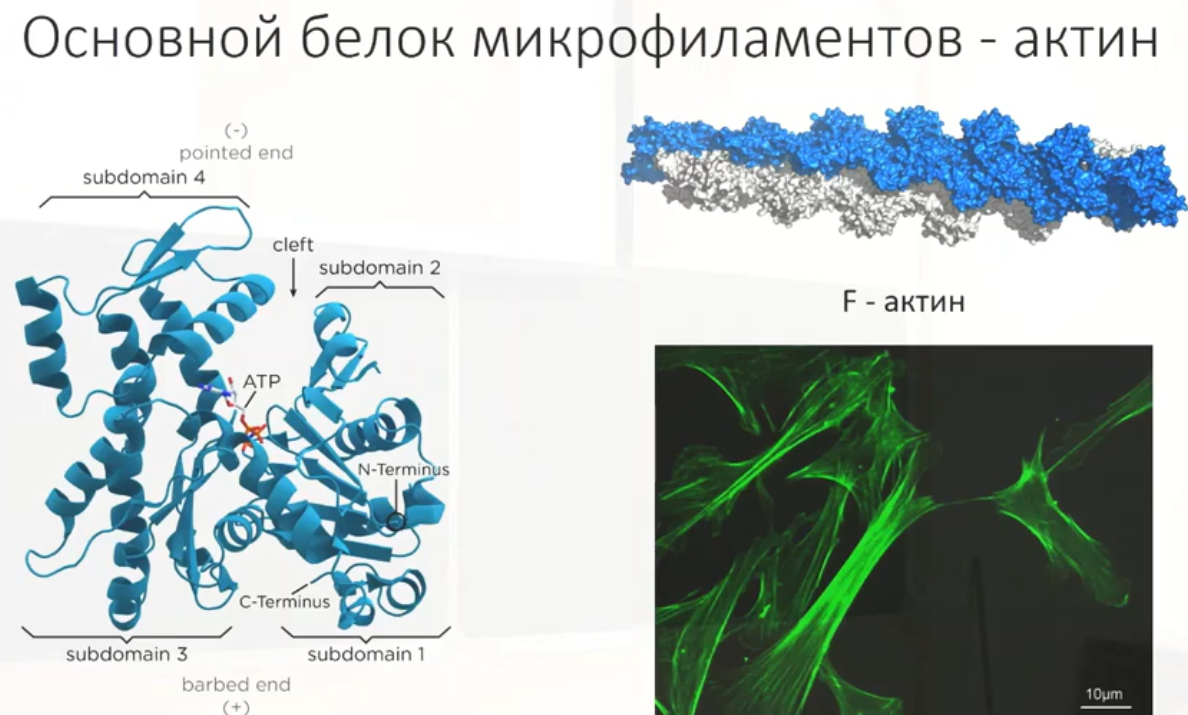 Основной белок микрофиламентов - актин
(-)
pointed end
subdomain 4
cleft
subdomain 2
ATP
N-Terminus
C-Terminus
subdomain 3
subdomain 1
barbed end
(+)
F - актин
10µm